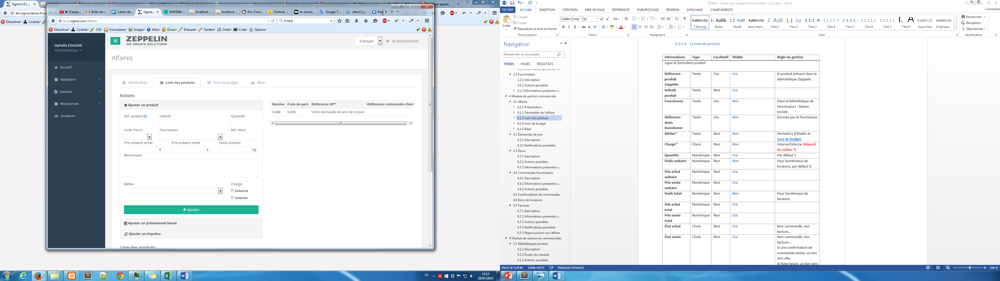 Sigma 2.0 | ...
dev.sigma.kairios.fr/au
Désactiver Cookies
[Taupe...
Boîte de r...
Cahier de...
Sigma...
INSPINIA ...
localhost ...
localhost ...
Pro-Choc...
Outlook ...
fa-server...
Google T...
.after() | j...
Psei
local.sigma.com/affaires
6*19.6
Désactiver Cookies CSS Formulaires Images Infos Divers Entourer Fenêtre Outils Code Options
Ophélie EOUZAN
Administrateur
Accueil
Relations
Gestion
Ressources
Analyses
ZEPPELIN
WE CREATE SOLUTIONS
Français
Se déconnecter
Affaires
Généralités
Liste des produits
Suivi de budget
Bilan
Actions
Ajouter un produit
Ref. produit
Intitulé
Quantité
Code Fourn.
Fournisseur
Ref. devis
Prix unitaire achat
Prix unitaire vente
Poids unitaire
€
€
kg
Remarques
Métier
Charge
Externe
Interne
Ajouter
Ajouter un prévisionnel heure
Ajouter un imprévu
Liste des produits
Remise Frais de port Référence DP* Référence commande client
0,00€ 0,00€ Votre demande de prix de ce jour
FR
11:13
20/07/2015
SIGMA - Cahier des charges fonctionnelles - v1.0.docx - Word
Connexion
FICHIER ACCUEIL INSERTION CRÉATION MISE EN PAGE RÉFÉRENCES PUBLIPOSTAGE RÉVISION AFFICHAGE COMPLÉMENTS
Coller
Couper
Copier
Reproduire la mise en forme
Presse-papiers
Calibri (Corp
11
Police
Paragraphe
¶ Normal
Style1
Style4
Sans interl...
Titre 1
Titre 2
Titre 3
Titre 4
Titre 5
Titre 6
Titre 7
Titre 0
Sous-titre
Emphase...
Style
Rechercher
Remplacer
Sélectionner
Modification
Navigation
Rechercher un document
TITRES PAGES RÉSULTATS
3.2 Fournisseurs
3.2.1 Description
3.2.2 Actions possibles
3.2.3 Informations présentes s...
4 Module de gestion commerciale
4.1 Affaire
4.1.1 Présentation
4.1.2 Généralités de l'affaire
4.1.3 Liste des produits
4.1.4 Suivi de budget
4.1.5 Bilan
4.2 Demandes de prix
4.2.1 Description
4.2.2 Notifications possibles
4.3 Devis
4.3.1 Description
4.3.2 Actions possibles
4.3.3 Informations présentes s...
4.4 Commandes fournisseurs
4.4.1 Description
4.4.2 Informations présentes s...
4.4.3 Actions possibles
4.5 Confirmations de commandes
4.6 Bons de livraisons
4.7 Factures
4.7.1 Description
4.7.2 Informations présentes s...
4.7.3 Actions possibles
4.7.4 Notifications possibles
4.7.5 Répercussions sur l'affaire
5 Module de ressources commerciales
5.1 Bibliothèques produit
5.1.1 Description
5.1.2 Écrans du module
5.1.3 Actions possibles
4.1.3.4 La liste de produit
Informations Type Facultatif Visible Règle de gestion
Ligne & formulaire produit
Référence produit Zeppelin Texte Oui Oui Si produit présent dans la bibliothèque Zeppelin
Intitulé produit Texte Non Oui
Fournisseur Texte Oui Non Dans la bibliothèque de fournisseurs : Raison sociale
Référence devis fournisseur Texte Oui Non Donnée par le fournisseur
Métier* Texte Non Non Permettra d'établir le Suivi de budget.
Charge* Choix Non Non Interne/Externe (dépend du métier ?)
Quantité Numérique Non Oui Par défaut 1
Poids unitaire Numérique Non Non Pour bordereaux de livraison, par défaut 0.
Prix achat unitaire Numérique Non Oui
Prix vente unitaire Numérique Non Oui
Poids total Numérique Non Non Pour bordereaux de livraison
Prix achat total Numérique Non Oui
Prix vente total Numérique Non Oui
État achat Choix Non Oui Non commandé, non facturé...
État vente Choix Non Oui Non commandé, non facturé....
Si une confirmation de commande existe, un lien vers elle.
Si fiche heure, un lien vers
PAGE 36 SUR 66 10486 MOTS FRANÇAIS (FRANCE)
100 %